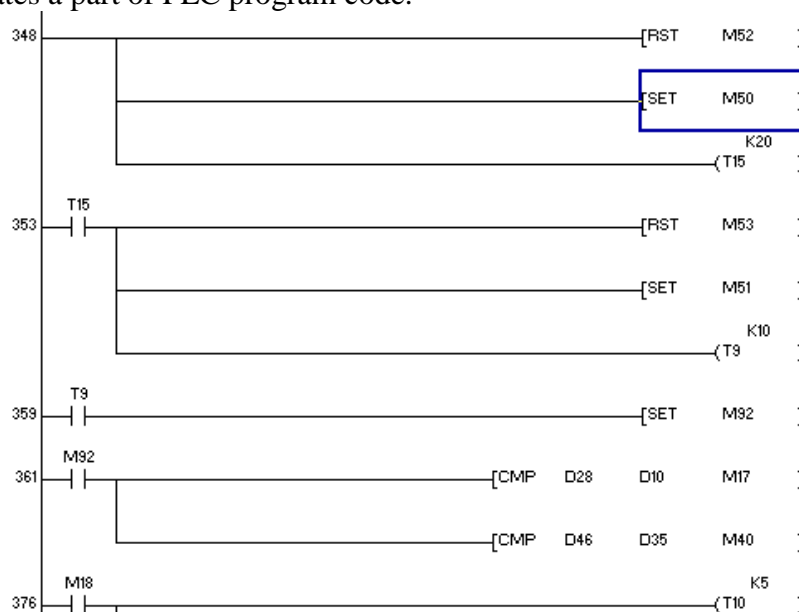 ates a part of PLC program code.
348 [RST M52 ]
[SET M50 ]
K20
(T15 )
T15
353 [RST M53 ]
[SET M51 ]
K10
(T9 )
T9
359 [SET M92 ]
M92
361 [CMP D28 D10 M17 ]
[CMP D46 D35 M40 ]
M18 K5
376 (T10 )